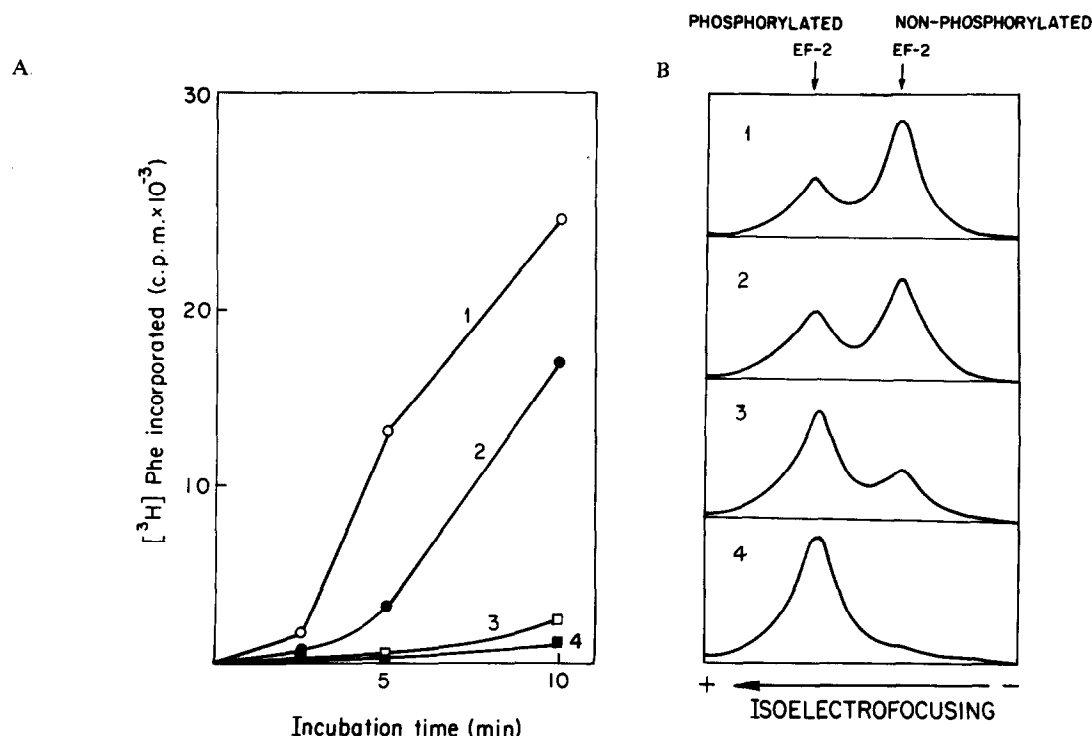 A.
[³H] Phe incorporated (c.p.m.×10⁻³)
30
20
10
1
2
3
4
5
10
Incubation time (min)
B
PHOSPHORYLATED
EF-2
NON-PHOSPHORYLATED
EF-2
1
2
3
4
+
-
ISOELECTROFOCUSING